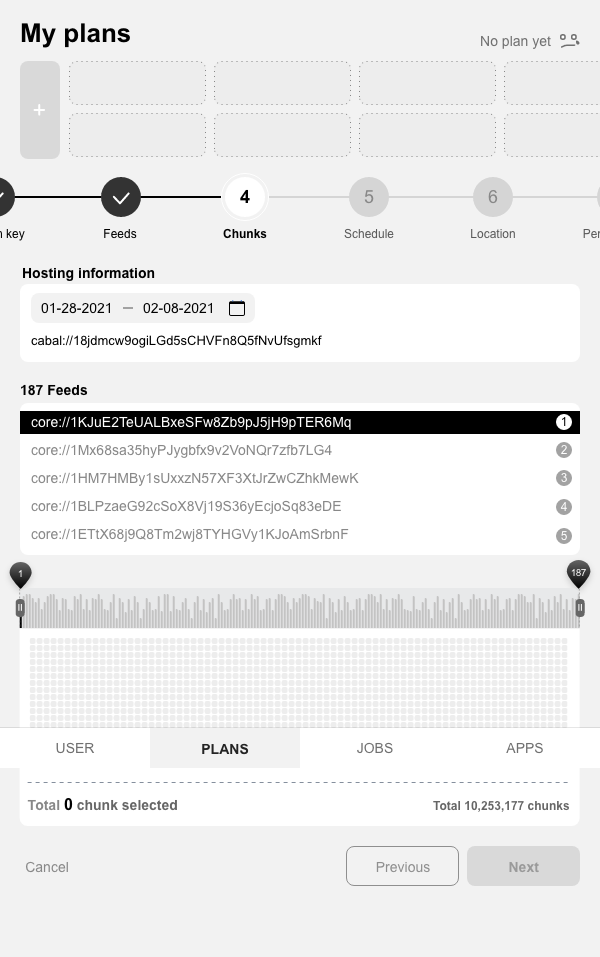 My plans
No plan yet
+
4
5
6
n key
Feeds
Chunks
Schedule
Location
Per
Hosting information
01-28-2021 — 02-08-2021
cabal://18jdmcw9ogiLGd5sCHVFn8Q5fNvUfsgmkf
187 Feeds
core://1KJuE2TeUALBxeSFw8Zb9pJ5jH9pTER6Mq 1
core://1Mx68sa35hyPJygbfx9v2VoNQr7zfb7LG4 2
core://1HM7HMBy1sUxxzN57XF3XtJrZwCZhkMewK 3
core://1BLPzaeG92cSoX8Vj19S36yEcjoSq83eDE 4
core://1ETtX68j9Q8Tm2wj8TYHGVy1KJoAmSrbnF 5
1 187
USER PLANS JOBS APPS
Total 0 chunk selected Total 10,253,177 chunks
Cancel Previous Next